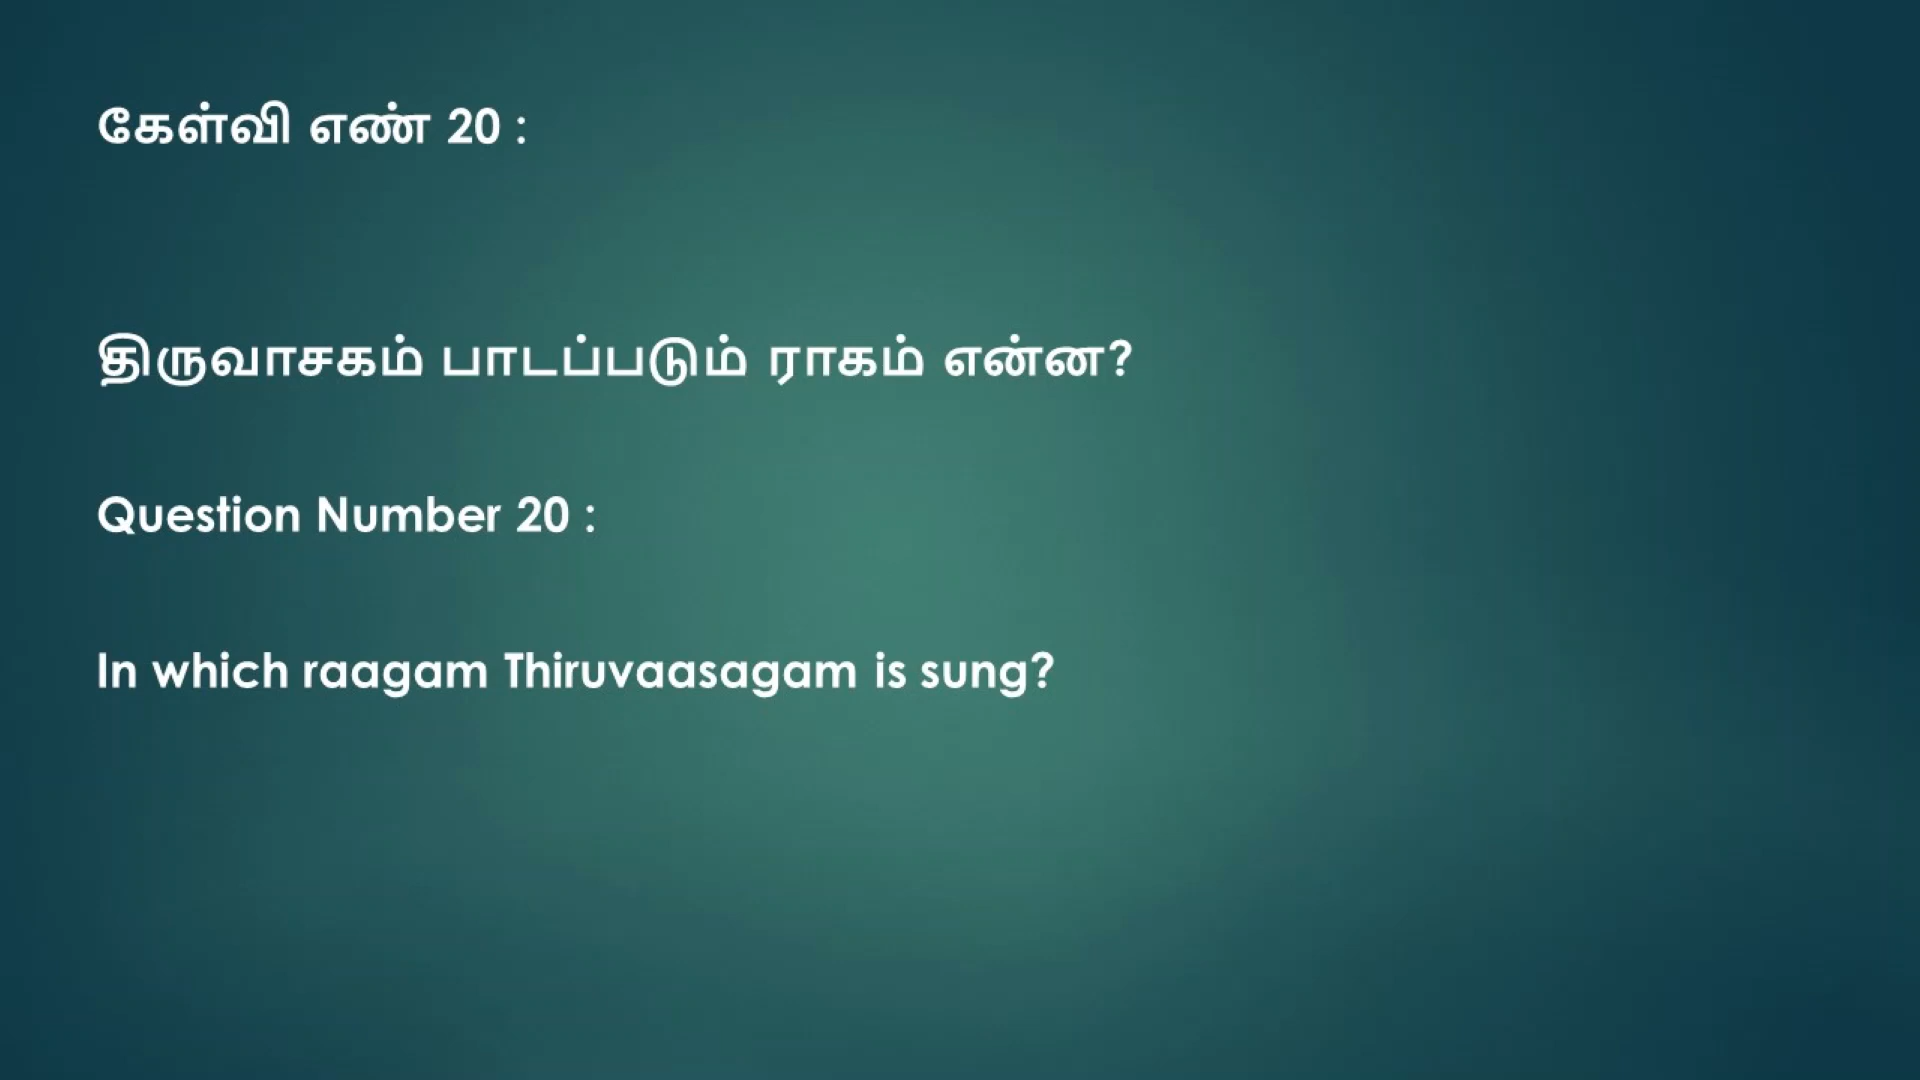 கேள்வி எண் 20 :
திருவாசகம் பாடப்படும் ராகம் என்ன?
Question Number 20 :
In which raagam Thiruvaasagam is sung?